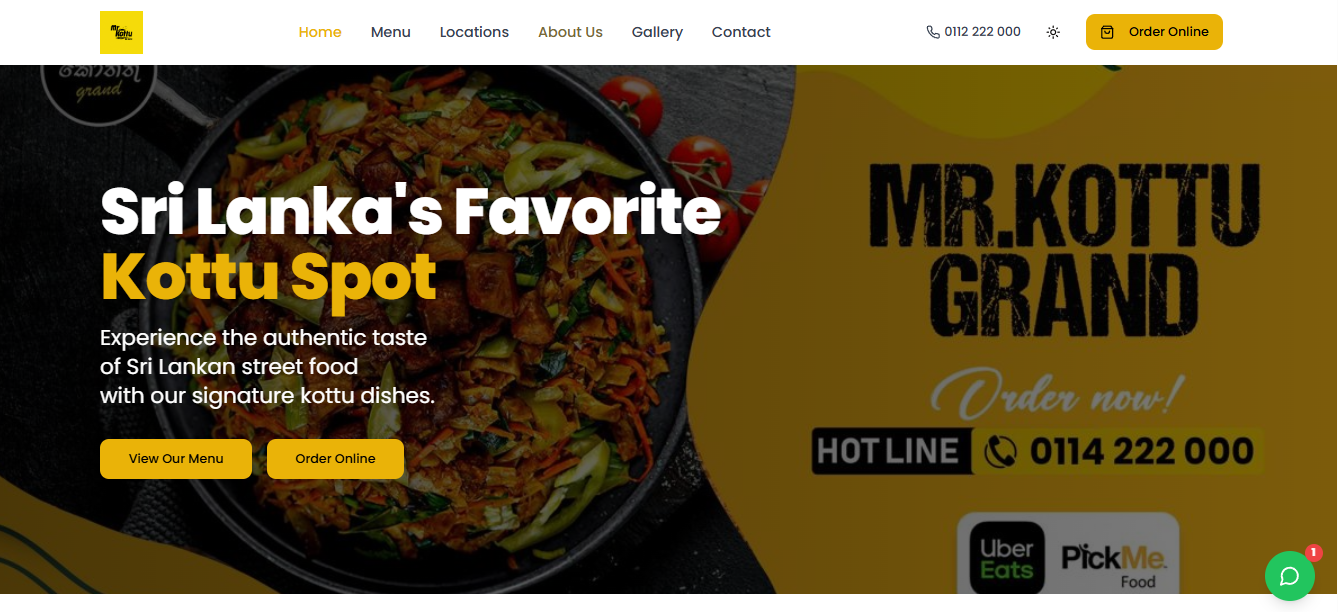 Mr. Kottu
Home
Menu
Locations
About Us
Gallery
Contact
0112 222 000
Order Online
කොත්තු
grand
Sri Lanka's Favorite
Kottu Spot
Experience the authentic taste
of Sri Lankan street food
with our signature kottu dishes.
View Our Menu
Order Online
MR.KOTTU
GRAND
Order now!
HOT LINE 0114 222 000
Uber
Eats
PickMe
Food
1